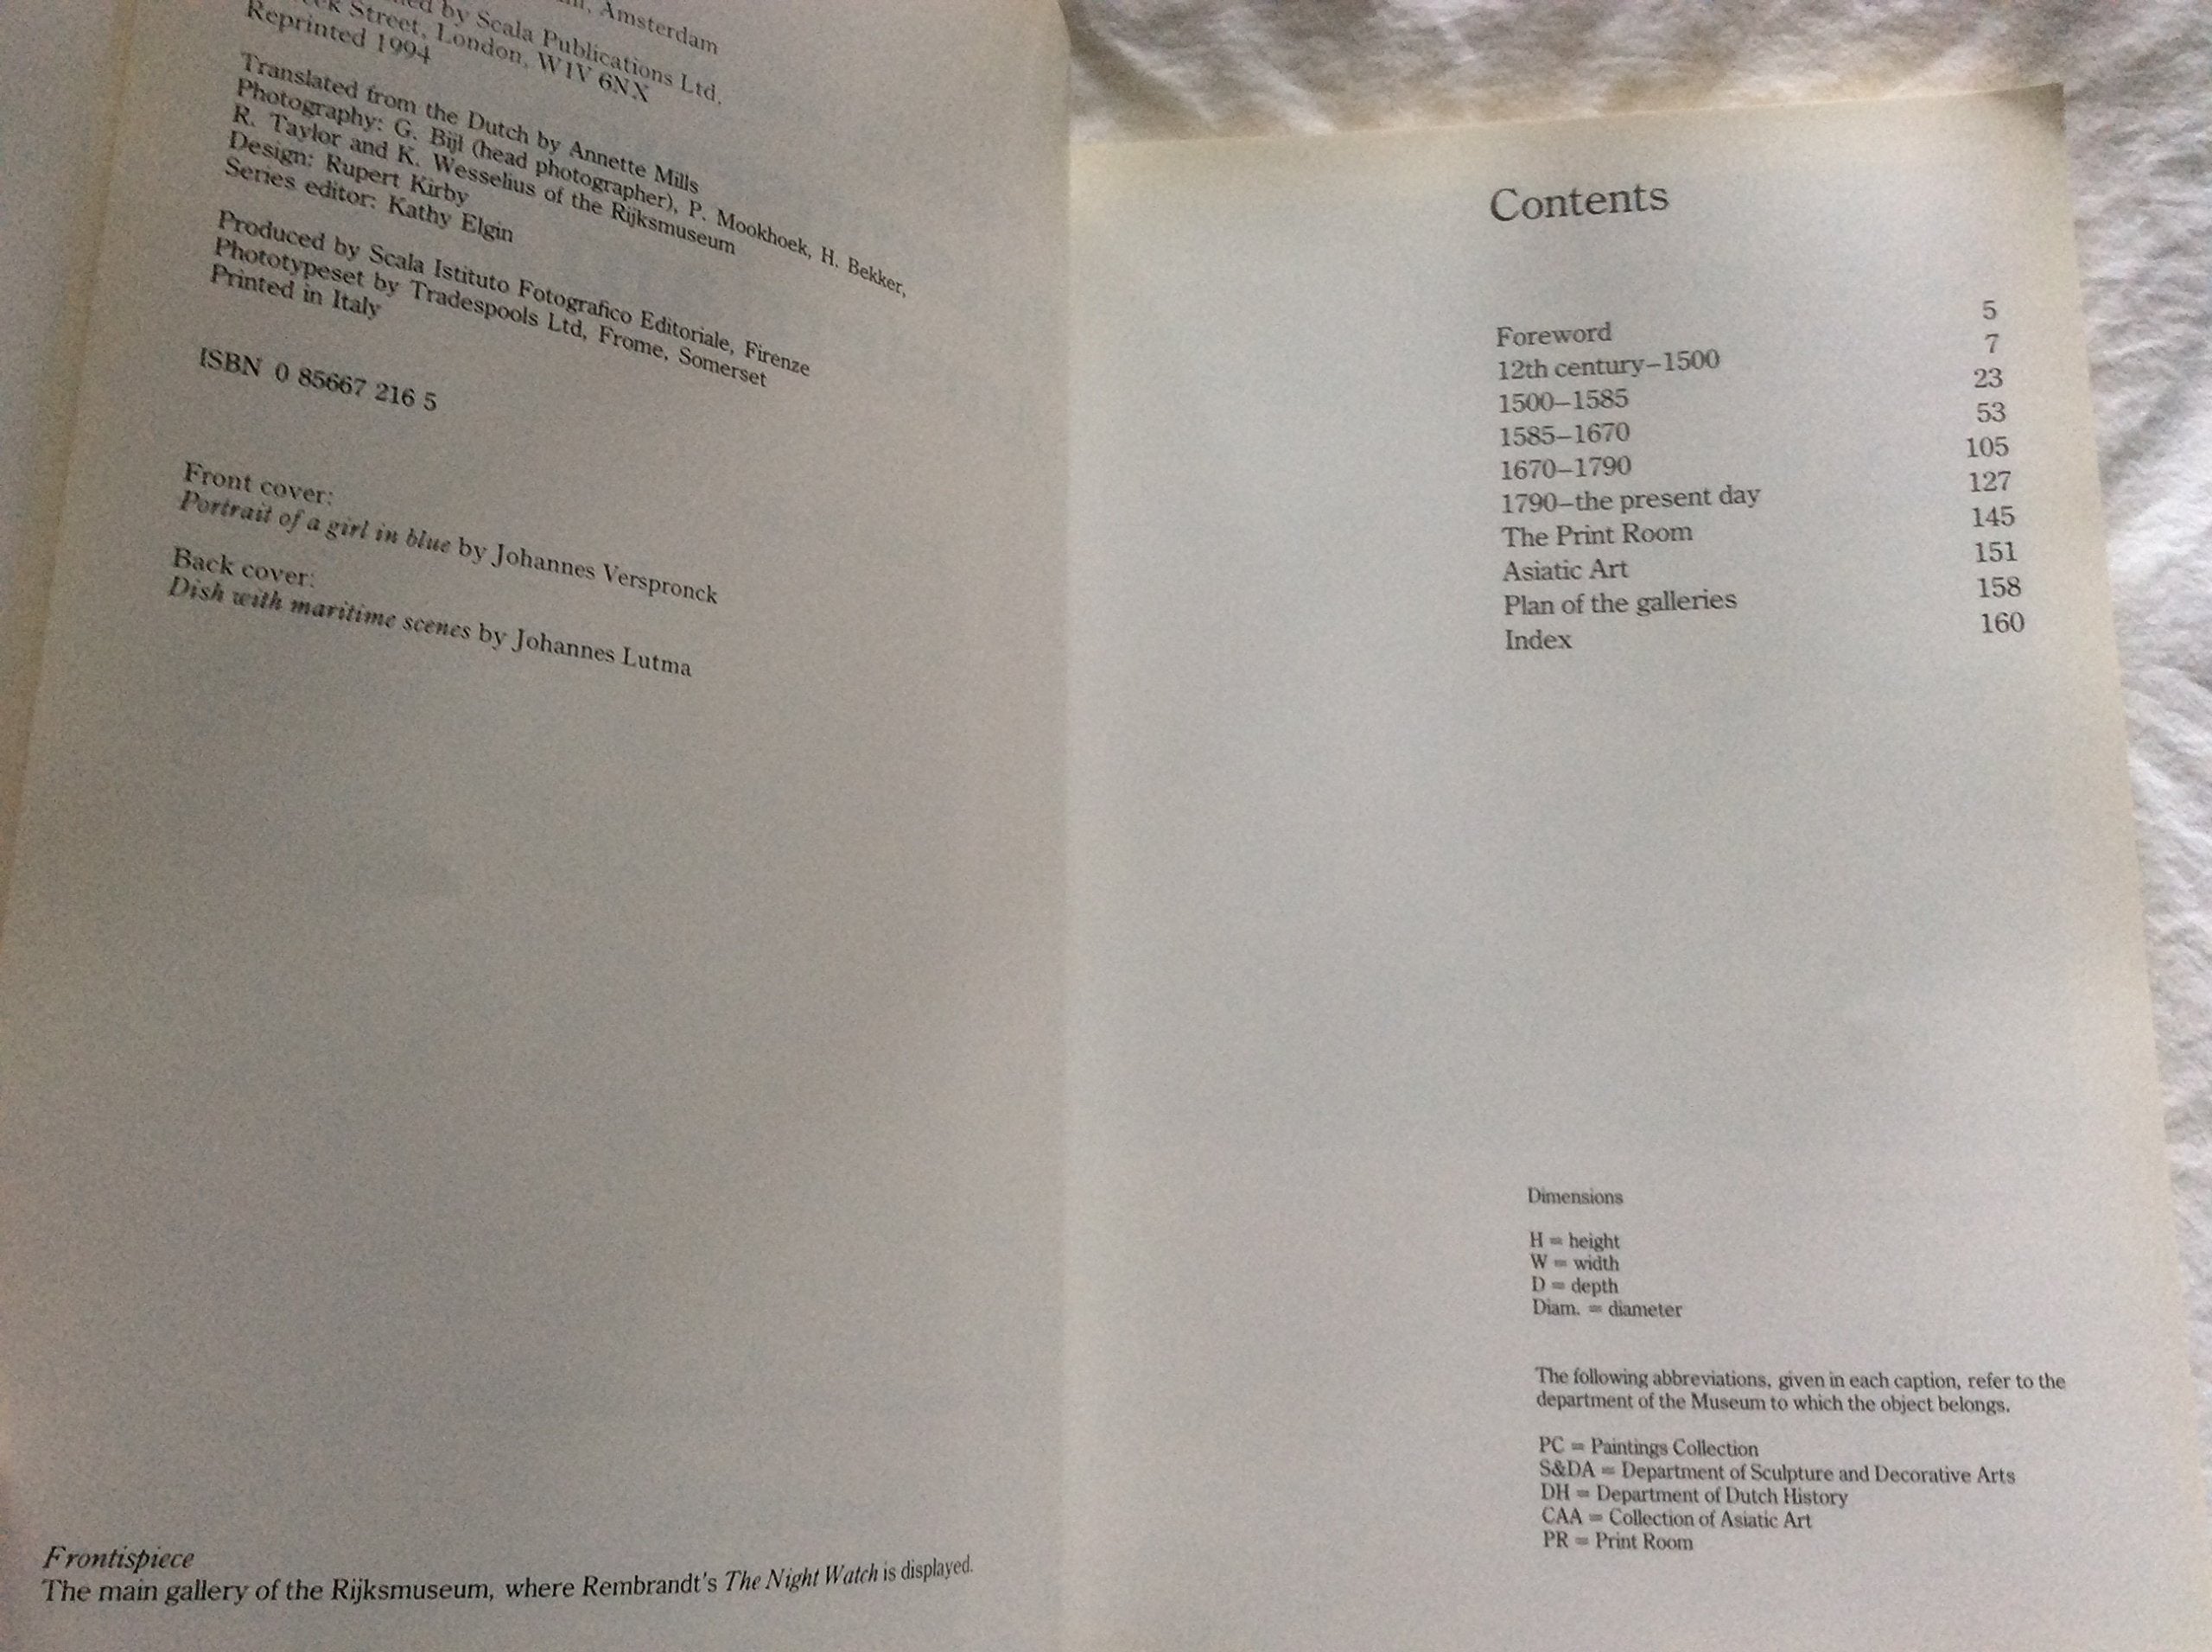 Amsterdam
by Scala Publications Ltd,
Street, London, W1V 6NX
Reprinted 1994
Translated from the Dutch by Annette Mills
Photography: G. Bijl (head photographer), P. Mookhoek, H. Bekker,
R. Taylor and K. Wesselius of the Rijksmuseum
Design: Rupert Kirby
Series editor: Kathy Elgin
Produced by Scala Istituto Fotografico Editoriale, Firenze
Phototypeset by Tradespools Ltd, Frome, Somerset
Printed in Italy
ISBN 0 85667 216 5
Front cover:
Portrait of a girl in blue by Johannes Verspronck
Back cover:
Dish with maritime scenes by Johannes Lutma
Frontispiece
The main gallery of the Rijksmuseum, where Rembrandt's The Night Watch is displayed.
Contents
Foreword 5
12th century–1500 7
1500–1585 23
1585–1670 53
1670–1790 105
1790–the present day 127
The Print Room 145
Asiatic Art 151
Plan of the galleries 158
Index 160
Dimensions
H = height
W = width
D = depth
Diam. = diameter
The following abbreviations, given in each caption, refer to the
department of the Museum to which the object belongs.
PC = Paintings Collection
S&DA = Department of Sculpture and Decorative Arts
DH = Department of Dutch History
CAA = Collection of Asiatic Art
PR = Print Room